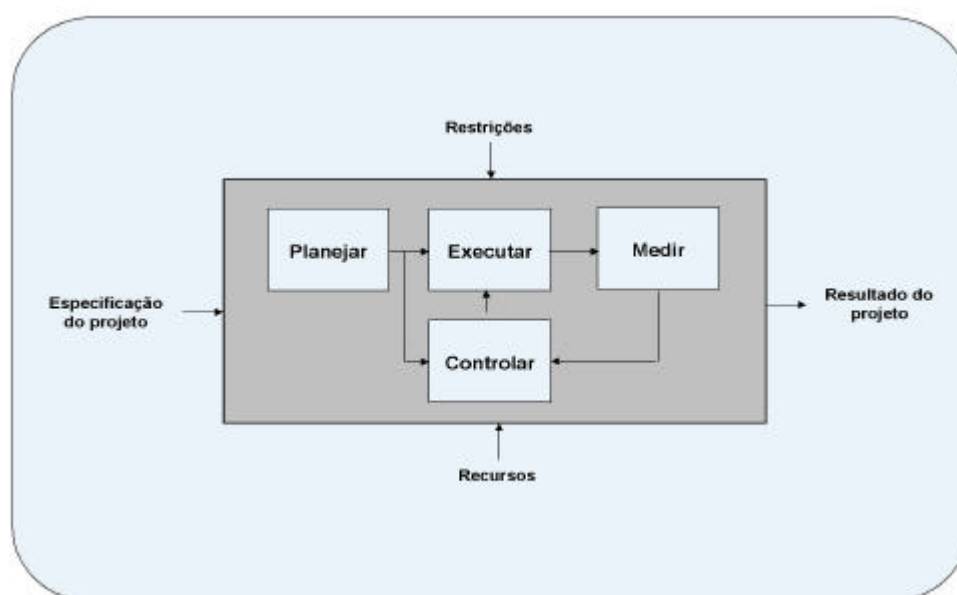 Restrições
Planejar
Executar
Medir
Especificação
do projeto
Resultado do
projeto
Controlar
Recursos